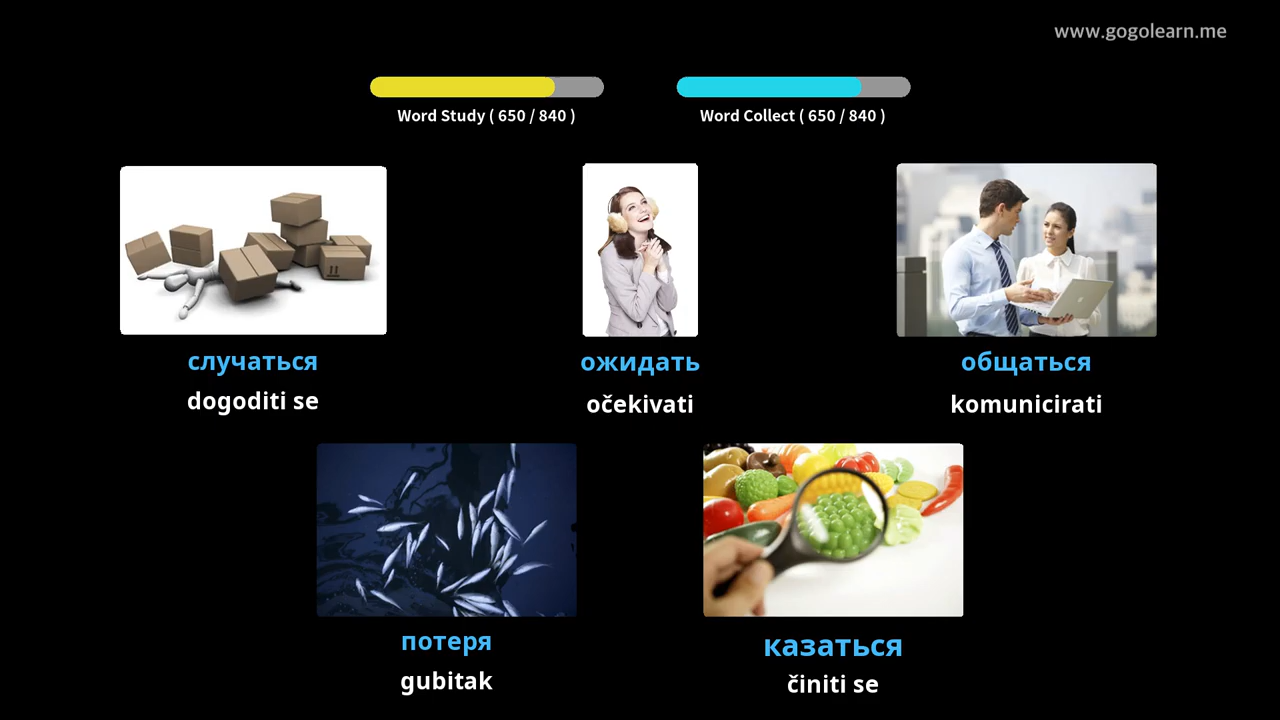 www.gogolearn.me
Word Study ( 650 / 840 )
Word Collect ( 650 / 840 )
случаться
dogoditi se
ожидать
očekivati
общаться
komunicirati
потеря
gubitak
казаться
činiti se